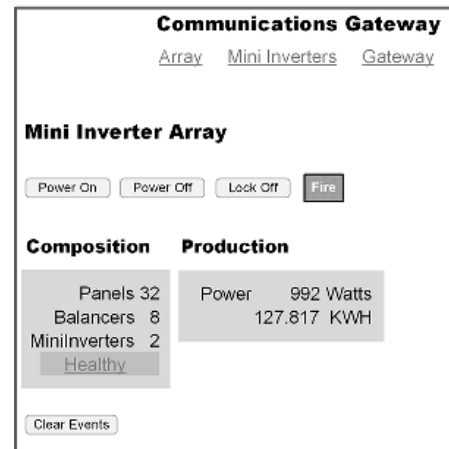 Communications Gateway
Array Mini Inverters Gateway
Mini Inverter Array
Power On Power Off Lock Off Fire
Composition Production
Panels 32 Power 992 Watts
Balancers 8 127.817 KWH
MiniInverters 2
Healthy
Clear Events